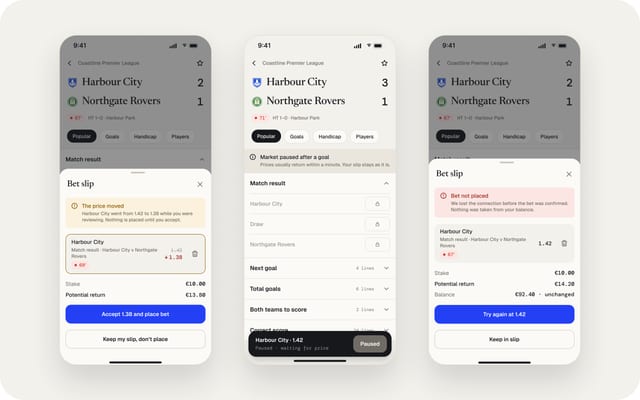 9:41
Coastline Premier League
Harbour City 2
Northgate Rovers 1
67' HT 1–0 · Harbour Park
Popular Goals Handicap Players
Match result
Bet slip
The price moved
Harbour City went from 1.42 to 1.38 while you were
reviewing. Nothing is placed until you accept.
Harbour City
Match result · Harbour City v Northgate
Rovers
1.42
1.38
68'
Stake €10.00
Potential return €13.80
Accept 1.38 and place bet
Keep my slip, don't place
9:41
Coastline Premier League
Harbour City 3
Northgate Rovers 1
71' HT 1–0 · Harbour Park
Popular Goals Handicap Players
Market paused after a goal
Prices usually return within a minute. Your slip stays as it is.
Match result
Harbour City
Draw
Northgate Rovers
Next goal 4 lines
Total goals 6 lines
Both teams to score 2 lines
Correct score
Harbour City · 1.42
Paused · waiting for price
Paused
9:41
Coastline Premier League
Harbour City 2
Northgate Rovers 1
67' HT 1–0 · Harbour Park
Popular Goals Handicap Players
Bet slip
Bet not placed
We lost the connection before the bet was confirmed.
Nothing was taken from your balance.
Harbour City
Match result · Harbour City v Northgate
Rovers
1.42
67'
Stake €10.00
Potential return €14.20
Balance €92.40 · unchanged
Try again at 1.42
Keep in slip